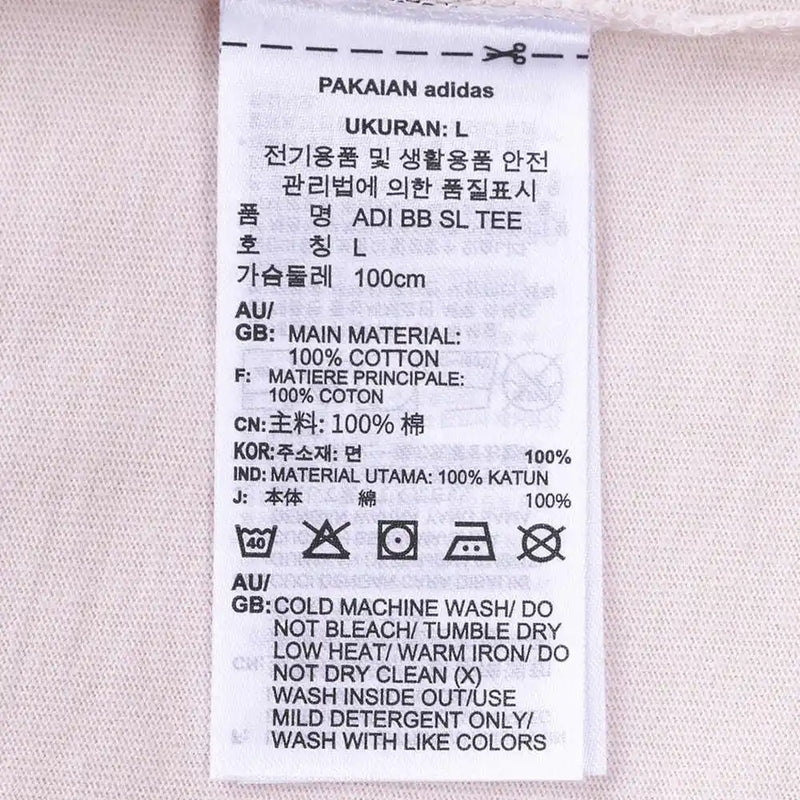 PAKAIAN adidas
UKURAN: L
전기용품 및 생활용품 안전
관리법에 의한 품질표시
품 명 ADI BB SL TEE
호 칭 L
가슴둘레 100cm
AU/
GB: MAIN MATERIAL:
100% COTTON
F: MATIERE PRINCIPALE:
100% COTON
CN:主料: 100% 棉
KOR:주소재: 면 100%
IND: MATERIAL UTAMA: 100% KATUN
J: 本体 綿 100%
40
AU/
GB: COLD MACHINE WASH/ DO
NOT BLEACH/ TUMBLE DRY
LOW HEAT/ WARM IRON/ DO
NOT DRY CLEAN (X)
WASH INSIDE OUT/USE
MILD DETERGENT ONLY/
WASH WITH LIKE COLORS